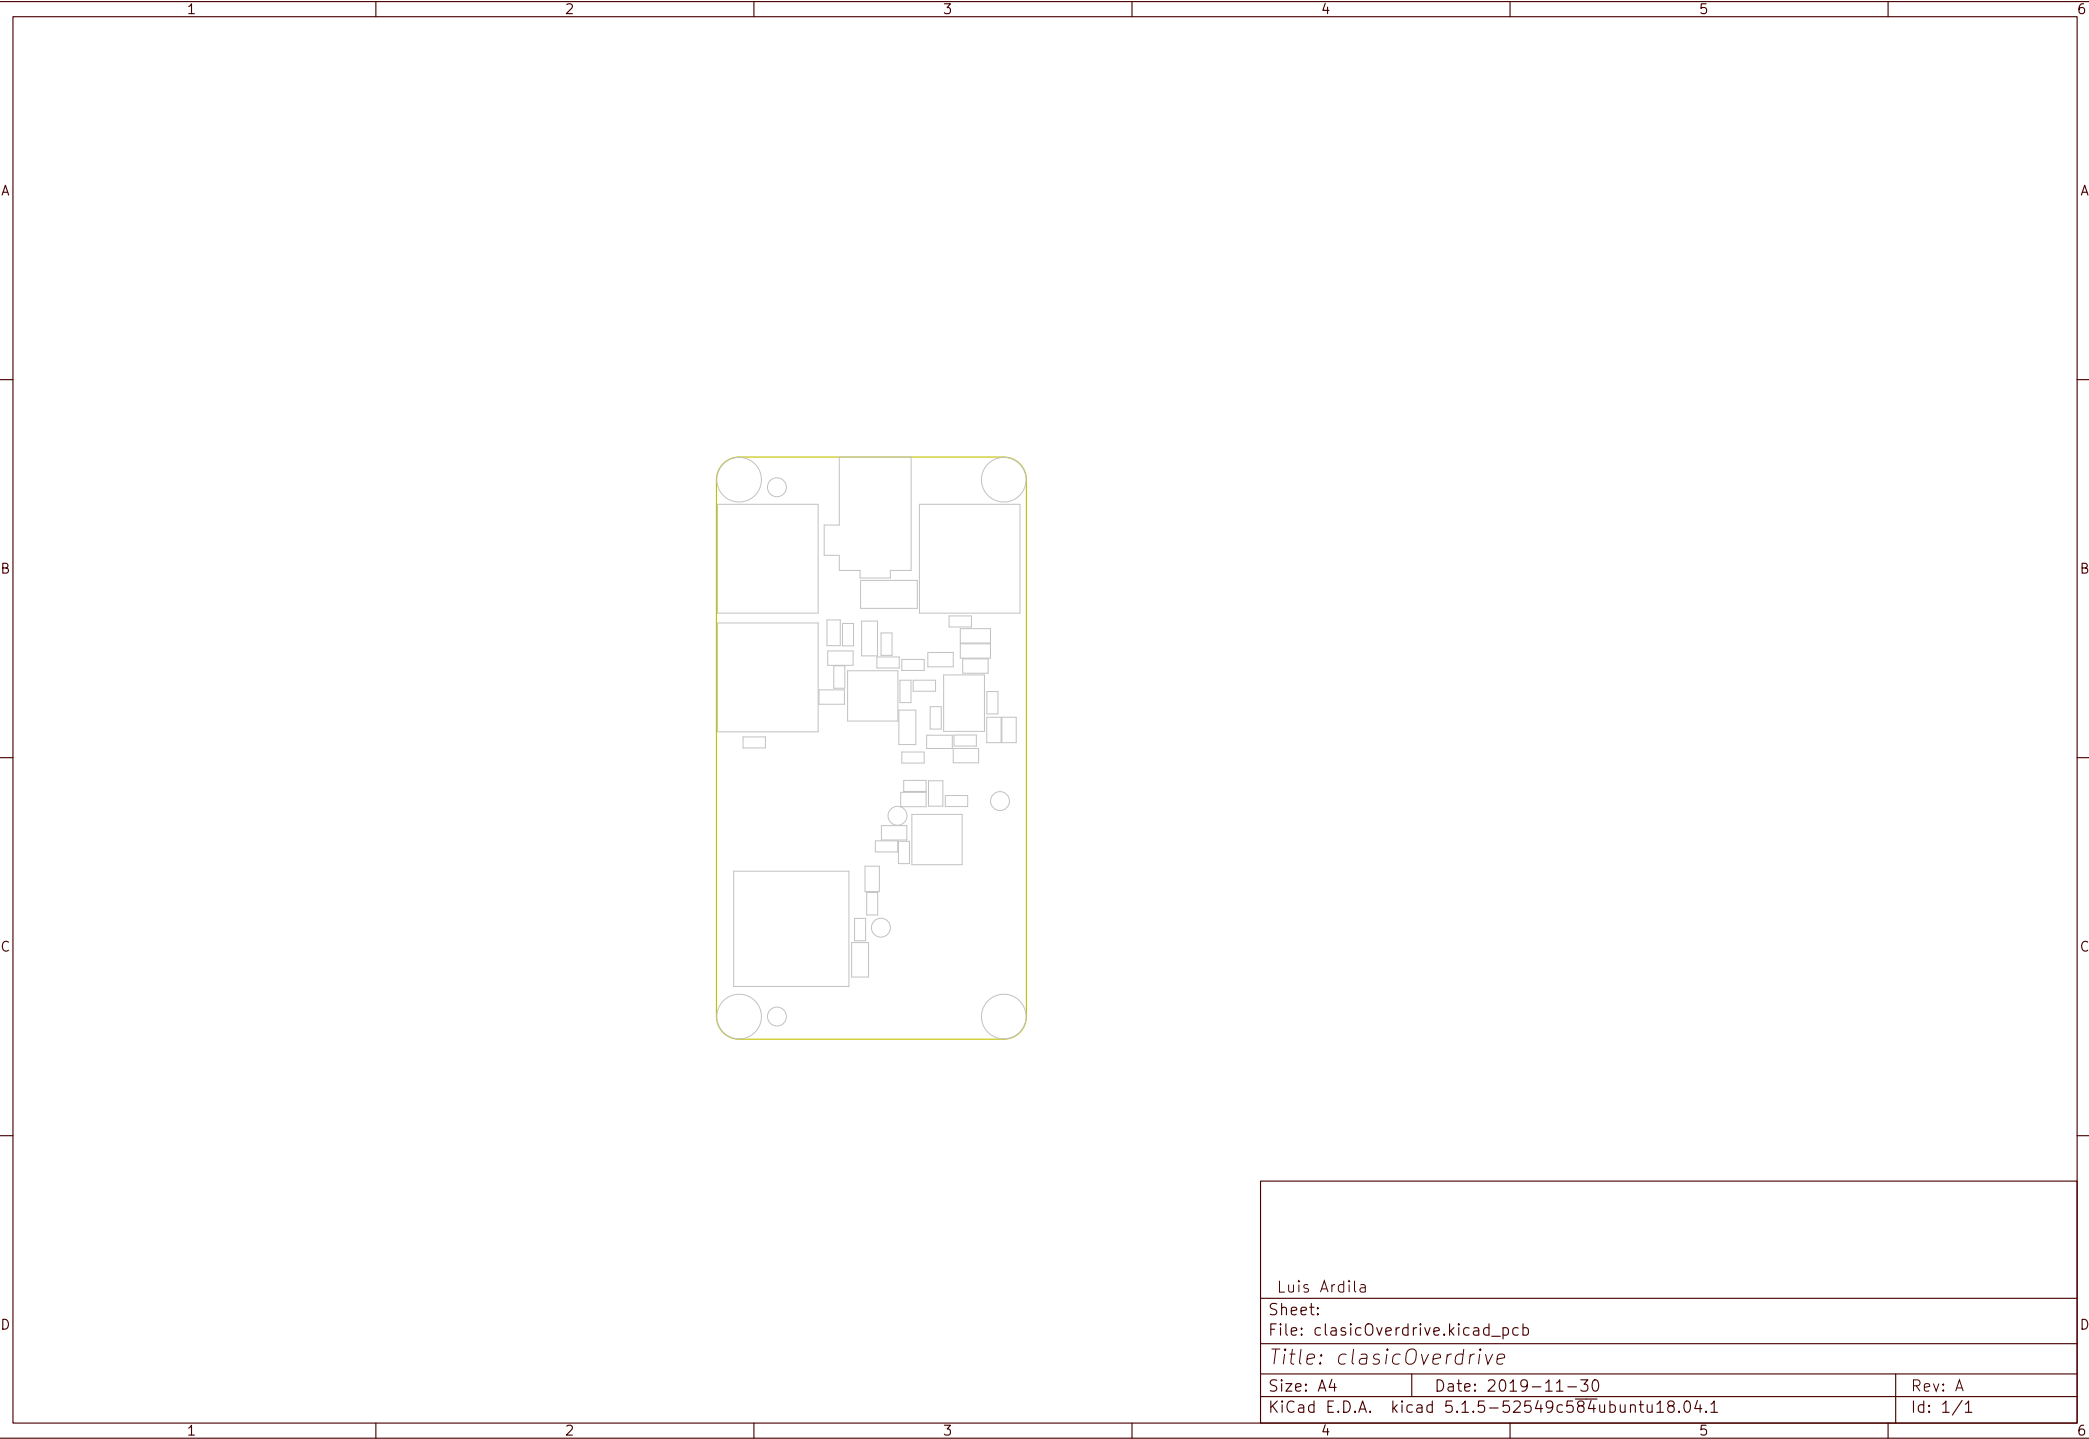 1 2 3 4 5 6
A A
B B
C C
Luis Ardila
Sheet:
File: clasicOverdrive.kicad_pcb
D D
Title: clasicOverdrive
Size: A4 Date: 2019-11-30 Rev: A
KiCad E.D.A. kicad 5.1.5-52549c584ubuntu18.04.1 Id: 1/1
1 2 3 4 5 6